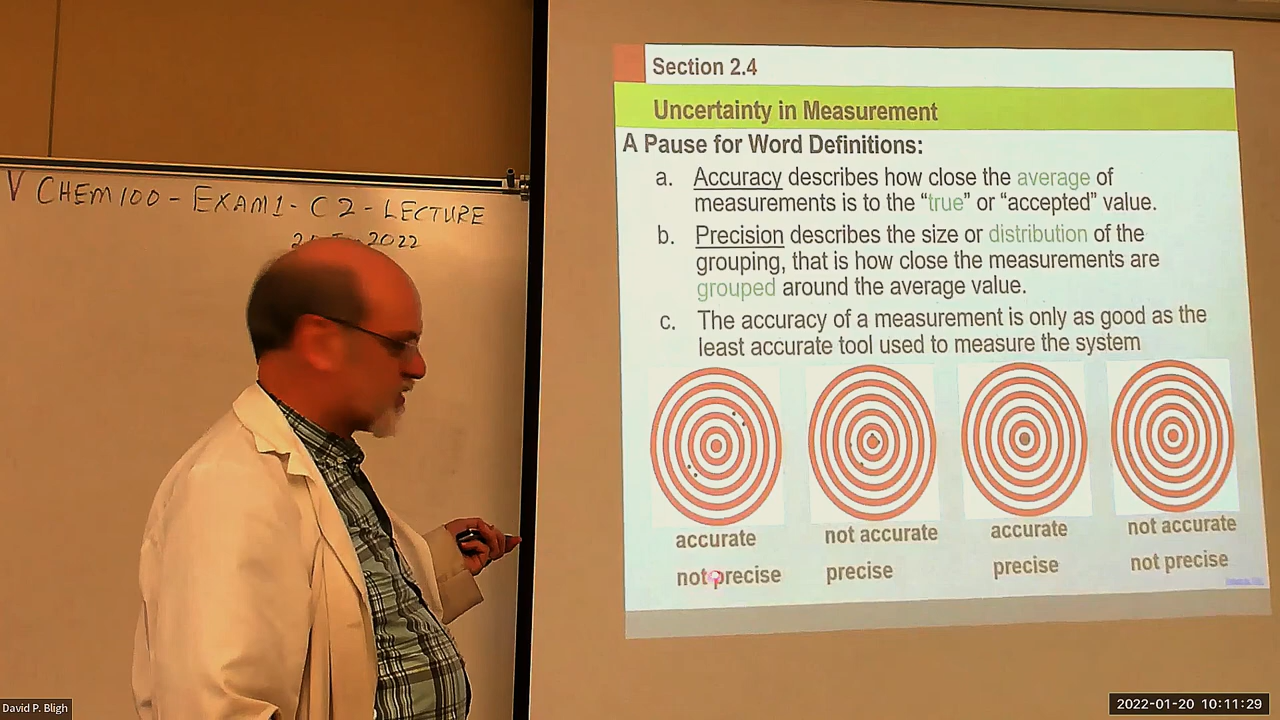 V CHEM 100 - EXAM 1 - C 2 - LECTURE
2022
Section 2.4
Uncertainty in Measurement
A Pause for Word Definitions:
a. Accuracy describes how close the average of
measurements is to the “true” or “accepted” value.
b. Precision describes the size or distribution of the
grouping, that is how close the measurements are
grouped around the average value.
c. The accuracy of a measurement is only as good as the
least accurate tool used to measure the system
accurate not accurate accurate not accurate
not precise precise precise not precise
David P. Bligh
2022-01-20 10:11:29